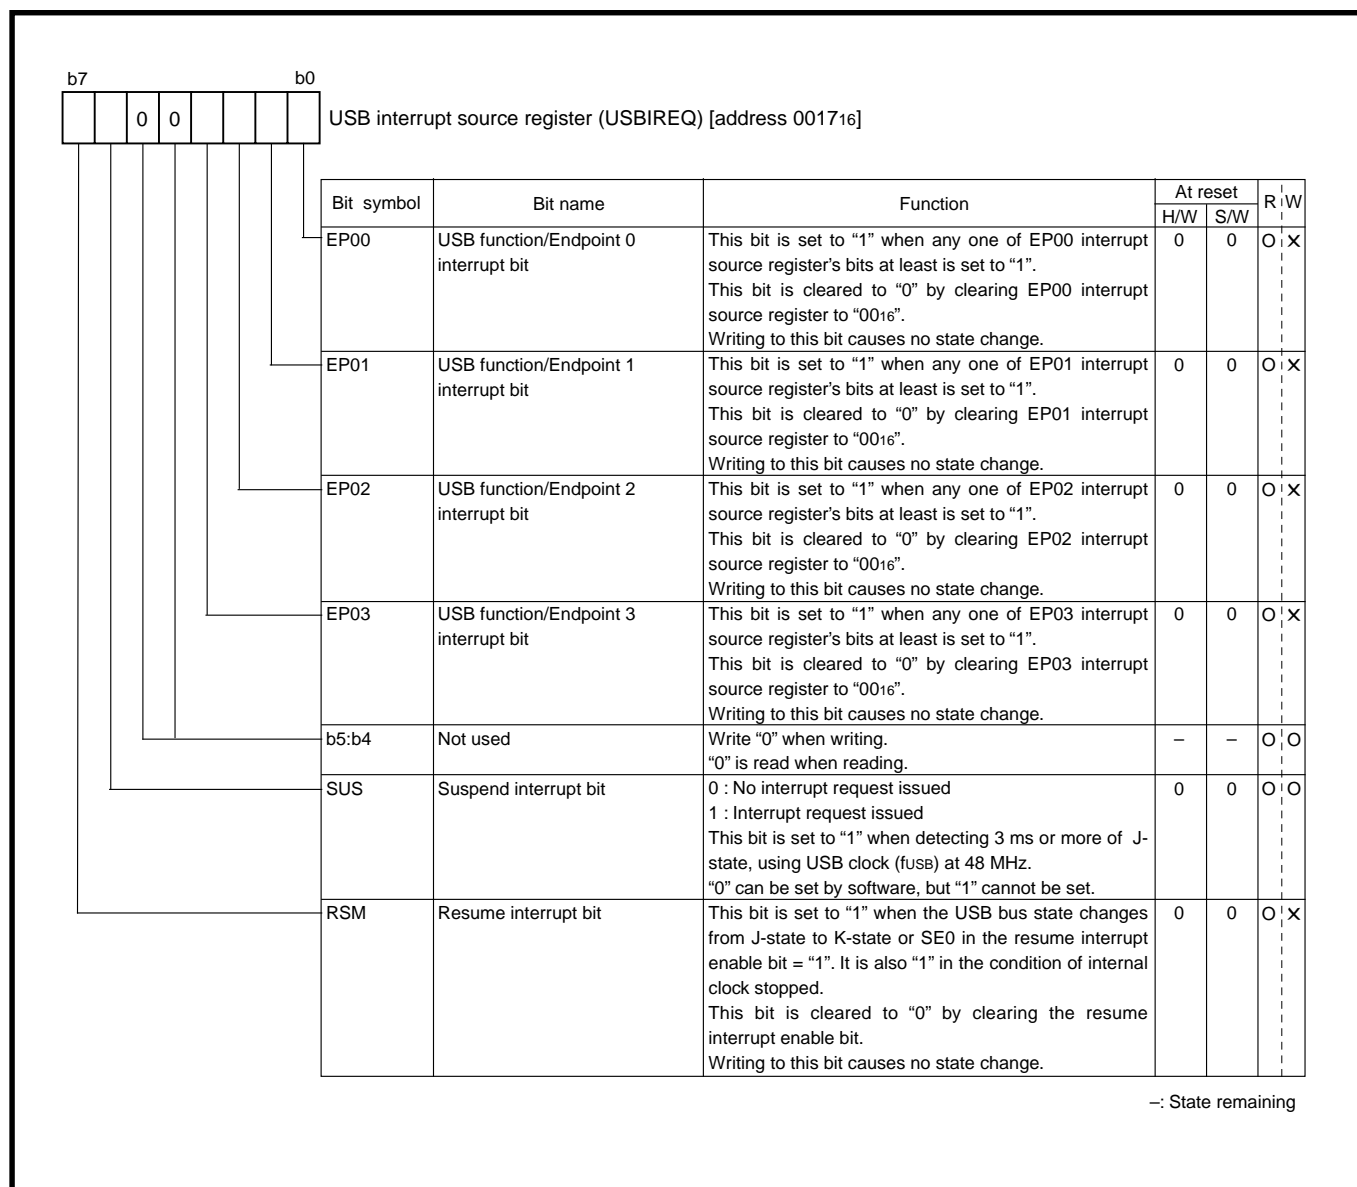 b7 b0
0 0
USB interrupt source register (USBIREQ) [address 001716]
Bit symbol Bit name Function At reset R W
H/W S/W
EP00 USB function/Endpoint 0 This bit is set to “1” when any one of EP00 interrupt 0 0 O ×
interrupt bit source register's bits at least is set to “1”.
This bit is cleared to “0” by clearing EP00 interrupt
source register to “0016”.
Writing to this bit causes no state change.
EP01 USB function/Endpoint 1 This bit is set to “1” when any one of EP01 interrupt 0 0 O ×
interrupt bit source register's bits at least is set to “1”.
This bit is cleared to “0” by clearing EP01 interrupt
source register to “0016”.
Writing to this bit causes no state change.
EP02 USB function/Endpoint 2 This bit is set to “1” when any one of EP02 interrupt 0 0 O ×
interrupt bit source register's bits at least is set to “1”.
This bit is cleared to “0” by clearing EP02 interrupt
source register to “0016”.
Writing to this bit causes no state change.
EP03 USB function/Endpoint 3 This bit is set to “1” when any one of EP03 interrupt 0 0 O ×
interrupt bit source register's bits at least is set to “1”.
This bit is cleared to “0” by clearing EP03 interrupt
source register to “0016”.
Writing to this bit causes no state change.
b5:b4 Not used Write “0” when writing. – – O O
“0” is read when reading.
SUS Suspend interrupt bit 0 : No interrupt request issued 0 0 O O
1 : Interrupt request issued
This bit is set to “1” when detecting 3 ms or more of J-
state, using USB clock (fUSB) at 48 MHz.
“0” can be set by software, but “1” cannot be set.
RSM Resume interrupt bit This bit is set to “1” when the USB bus state changes 0 0 O ×
from J-state to K-state or SE0 in the resume interrupt
enable bit = “1”. It is also “1” in the condition of internal
clock stopped.
This bit is cleared to “0” by clearing the resume
interrupt enable bit.
Writing to this bit causes no state change.
–: State remaining